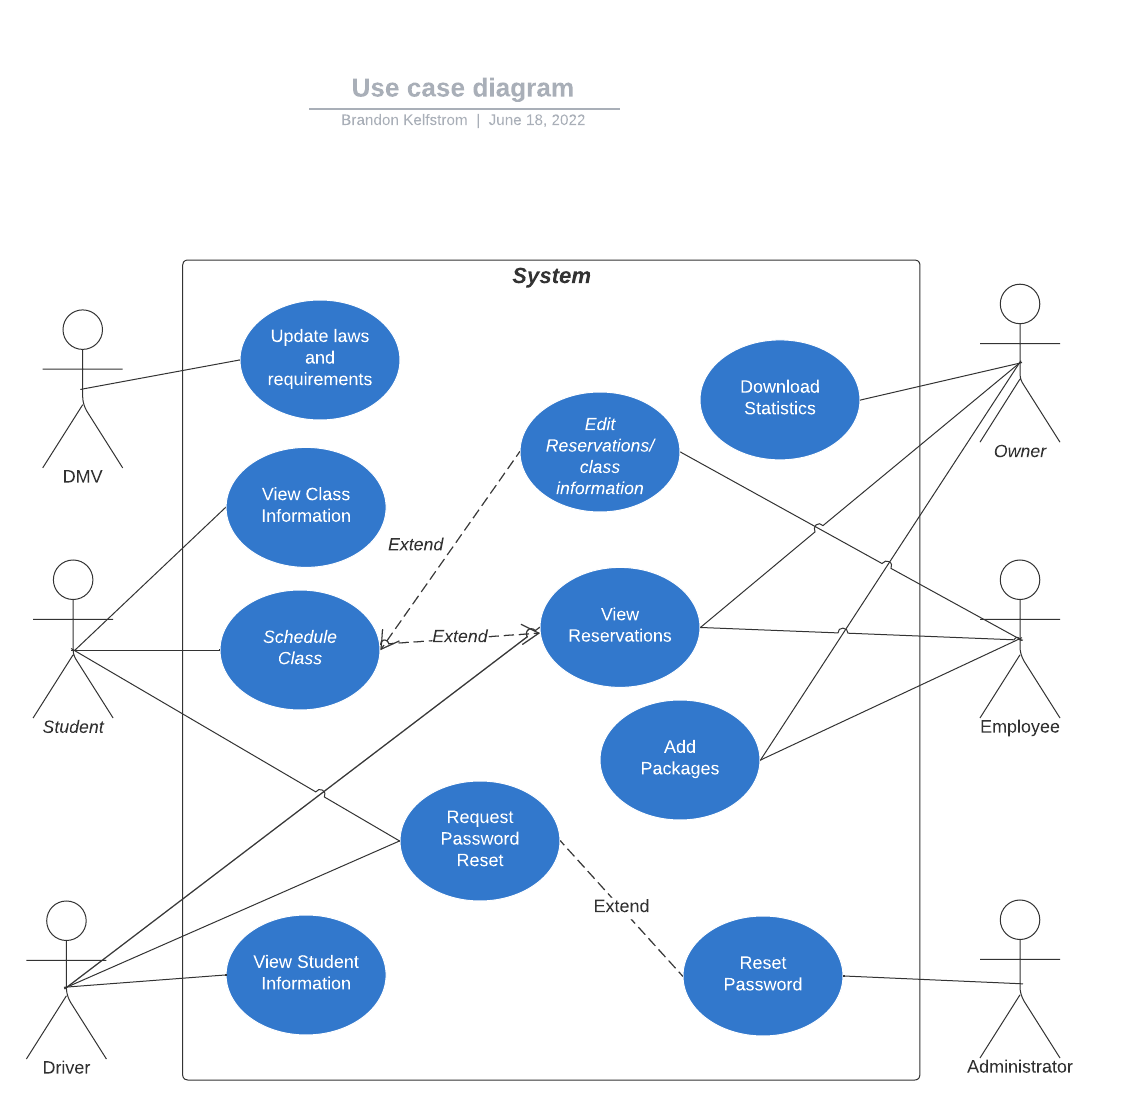 Use case diagram
Brandon Kelfstrom | June 18, 2022
System
Update laws
and
requirements
DMV
Download
Statistics
Owner
Edit
Reservations/
class
information
View Class
Information
Extend
Schedule
Class
Extend
View
Reservations
Student
Employee
Add
Packages
Request
Password
Reset
Extend
View Student
Information
Reset
Password
Driver
Administrator